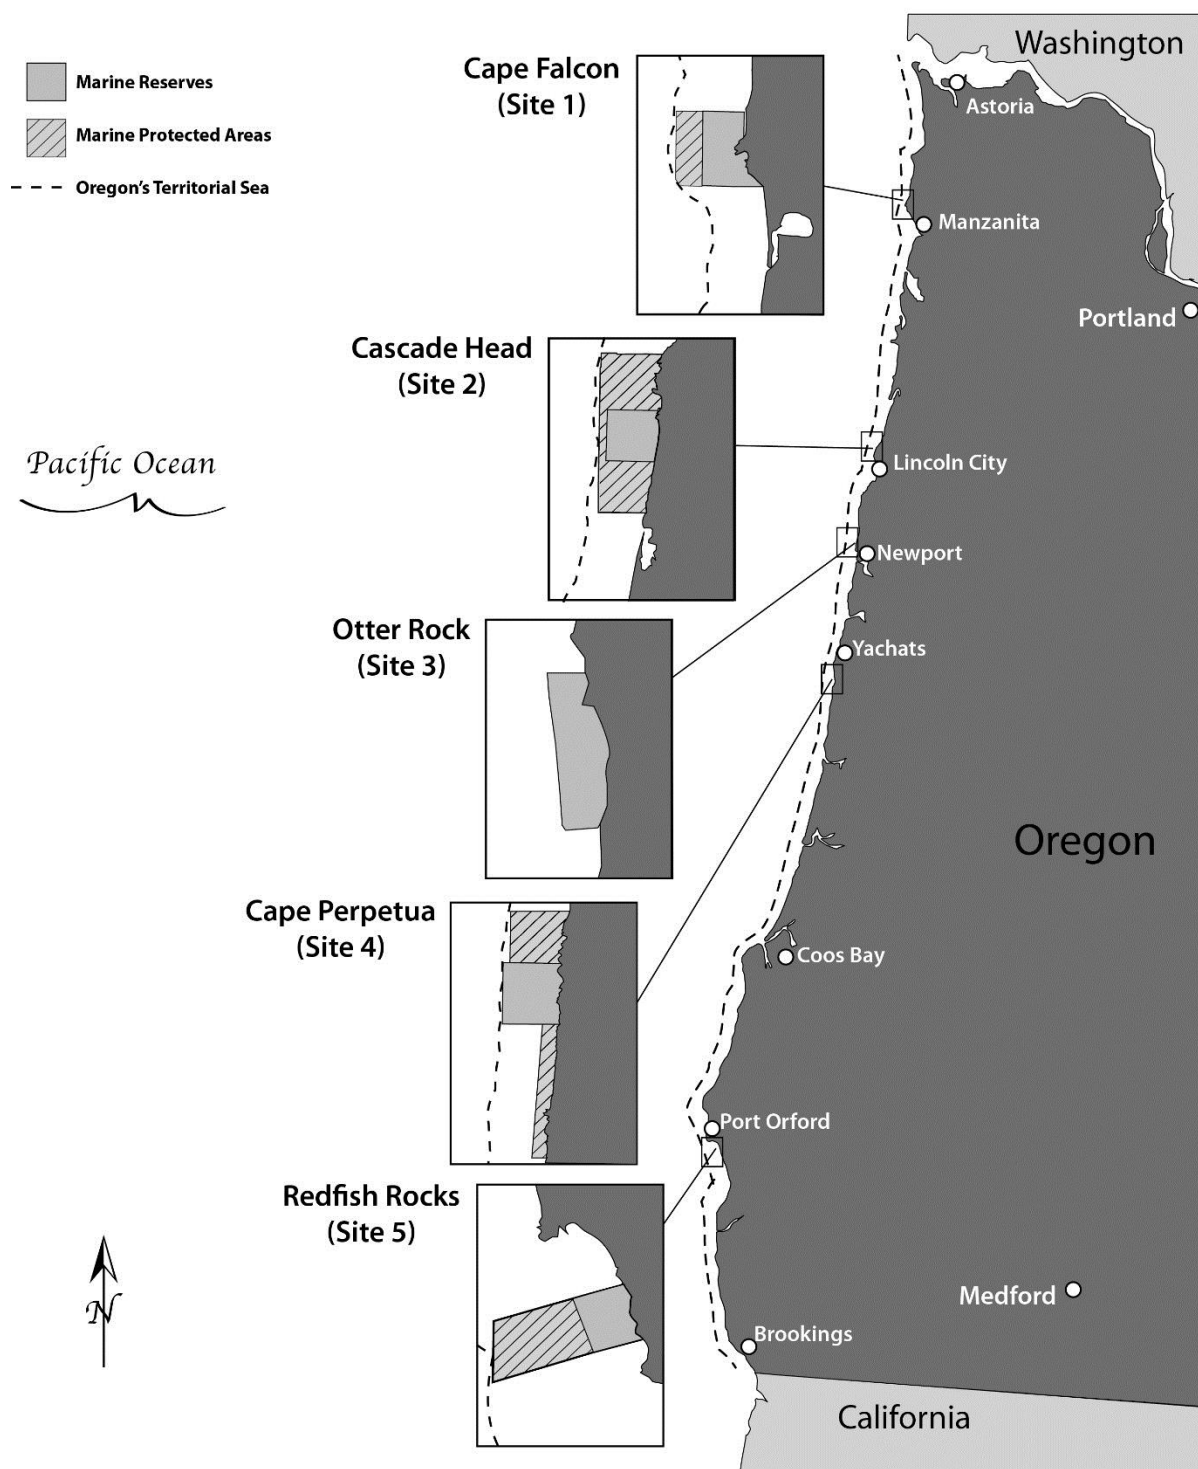 Marine Reserves
Marine Protected Areas
Oregon's Territorial Sea
Cape Falcon
(Site 1)
Cascade Head
(Site 2)
Otter Rock
(Site 3)
Cape Perpetua
(Site 4)
Redfish Rocks
(Site 5)
Pacific Ocean
N
Washington
Astoria
Manzanita
Portland
Lincoln City
Newport
Yachats
Oregon
Coos Bay
Port Orford
Medford
Brookings
California